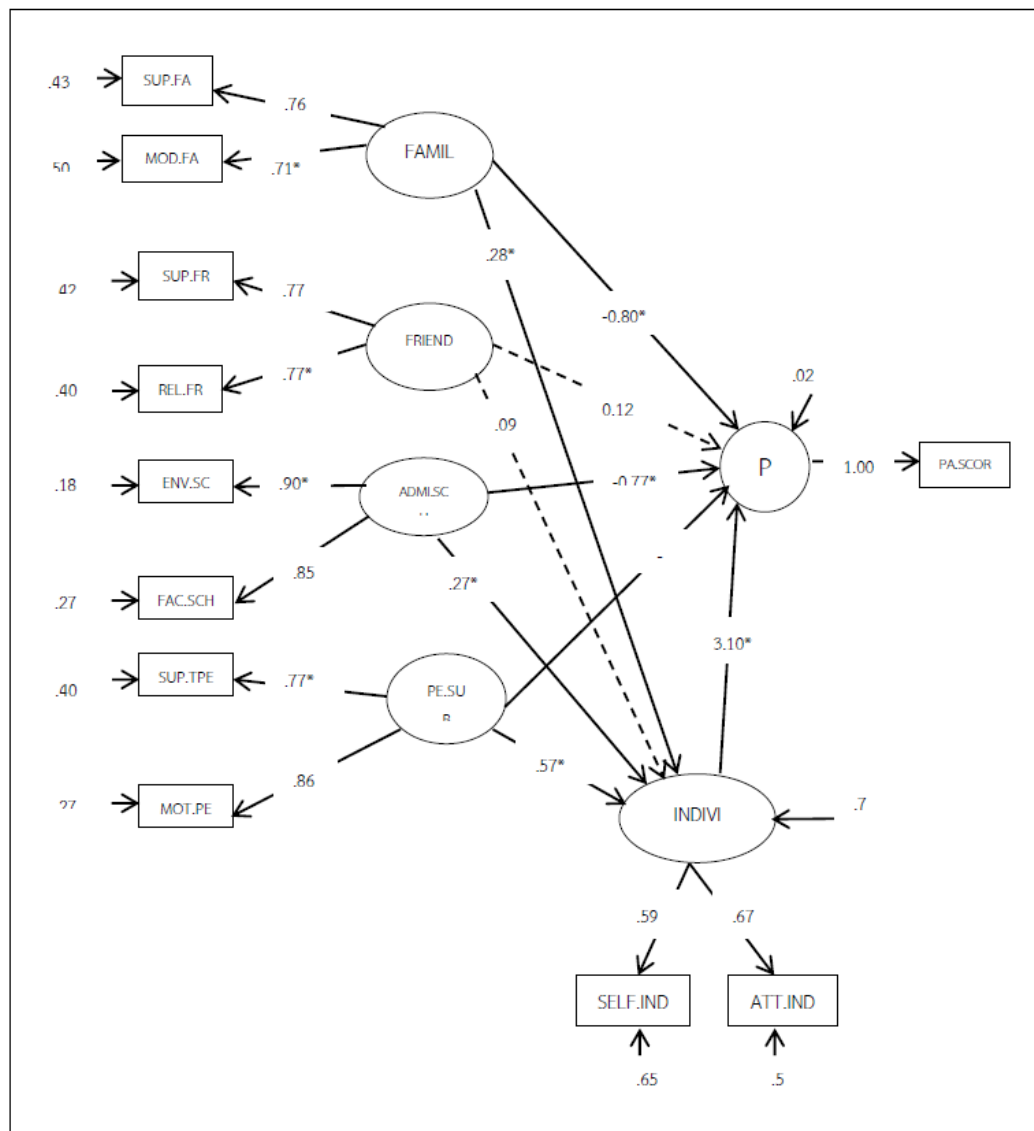 .43
SUP.FA
.76
FAMIL
MOD.FA
.71*
.50
.28*
SUP.FR
.77
.42
-0.80*
FRIEND
.02
REL.FR
.77*
.40
0.12
.09
P
1.00
PA.SCOR
.18
ENV.SC
.90*
ADMI.SC
-0.77*
-
.85
.27*
.27
FAC.SCH
3.10*
.40
SUP.TPE
.77*
PE.SU
.57*
.86
.27
MOT.PE
INDIVI
.7
.59
.67
SELF.IND
ATT.IND
.65
.5